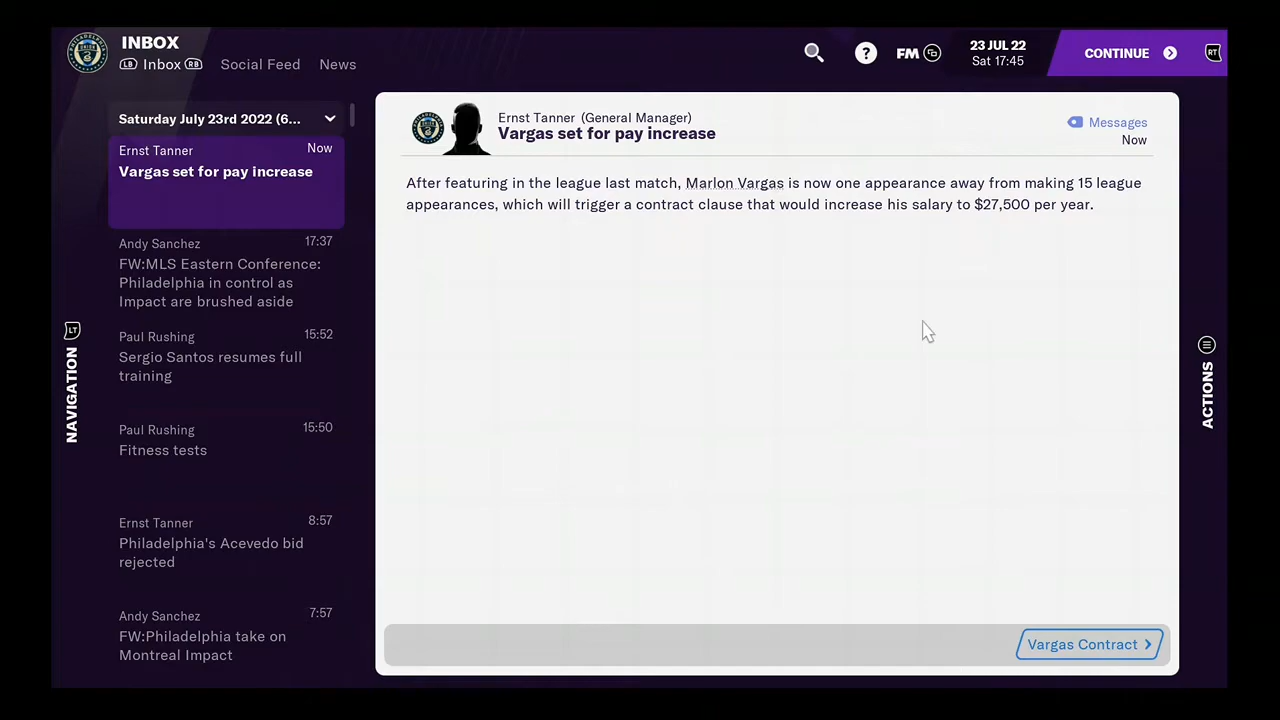 INBOX
LB Inbox RB Social Feed News
? FM
23 JUL 22
Sat 17:45
CONTINUE RT
Saturday July 23rd 2022 (6...
Ernst Tanner Now
Vargas set for pay increase
Andy Sanchez 17:37
FW:MLS Eastern Conference:
Philadelphia in control as
Impact are brushed aside
Paul Rushing 15:52
Sergio Santos resumes full
training
Paul Rushing 15:50
Fitness tests
Ernst Tanner 8:57
Philadelphia's Acevedo bid
rejected
Andy Sanchez 7:57
FW:Philadelphia take on
Montreal Impact
LT NAVIGATION
Ernst Tanner (General Manager)
Vargas set for pay increase
Messages
Now
After featuring in the league last match, Marlon Vargas is now one appearance away from making 15 league
appearances, which will trigger a contract clause that would increase his salary to $27,500 per year.
Vargas Contract
ACTIONS